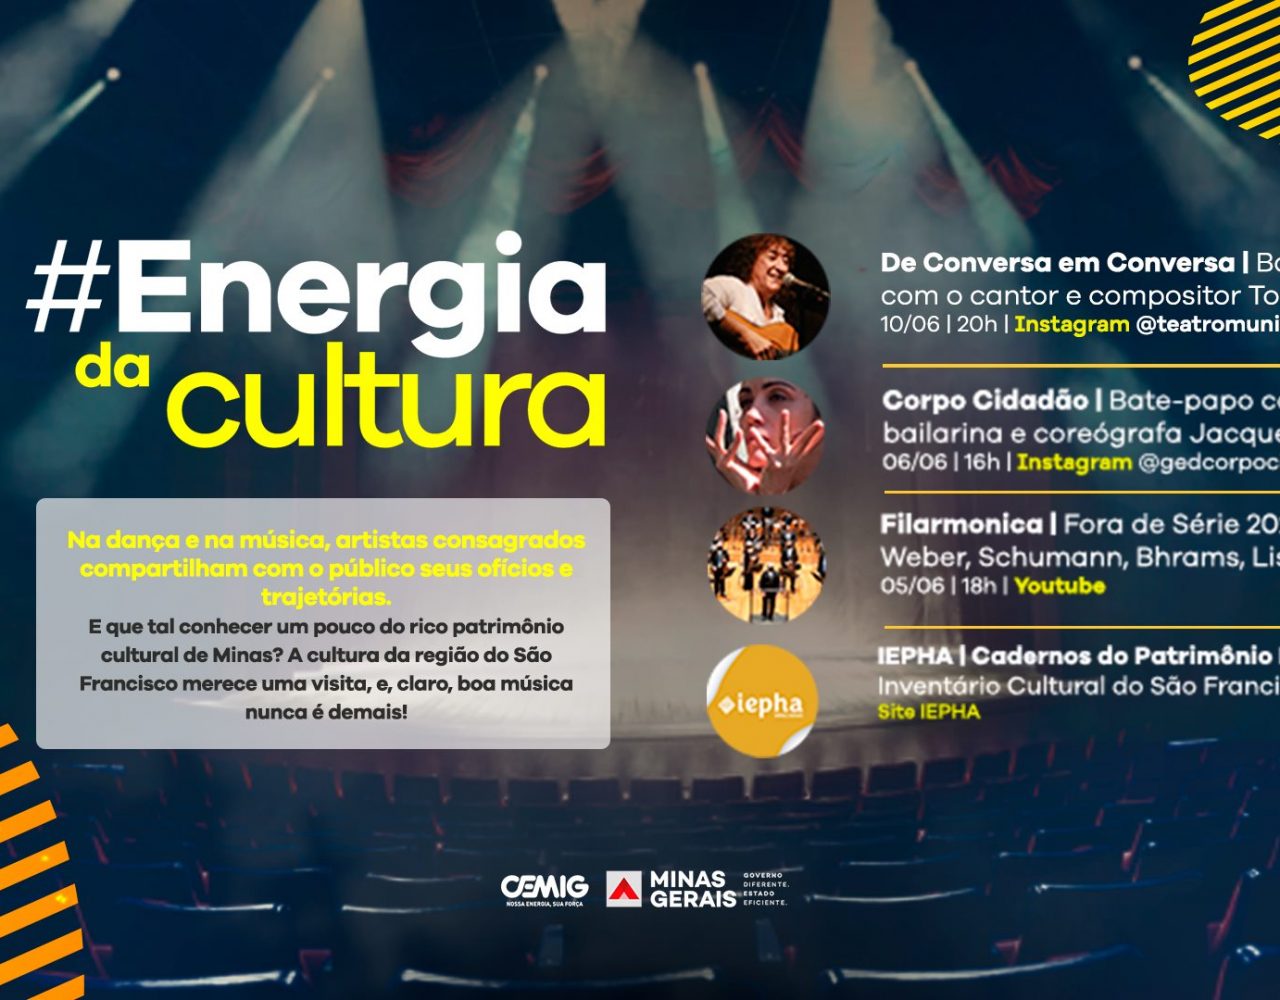 #Energia
da cultura
Na dança e na música, artistas consagrados
compartilham com o público seus ofícios e
trajetórias.
E que tal conhecer um pouco do rico patrimônio
cultural de Minas? A cultura da região do São
Francisco merece uma visita, e, claro, boa música
nunca é demais!
De Conversa em Conversa |
com o cantor e compositor
10/06 | 20h | Instagram
Corpo Cidadão | Bate-papo
bailarina e coreógrafa
06/06 | 16h | Instagram
Filarmonica | Fora de Série
Weber, Schumann, Bhrams,
05/06 | 18h | Youtube
iepha
IEPHA | Cadernos do Patrimônio
Inventário Cultural do São
Site IEPHA
CEMIG
NOSSA ENERGIA, SUA FORÇA
MINAS
GERAIS
GOVERNO
DIFERENTE.
ESTADO
EFICIENTE.